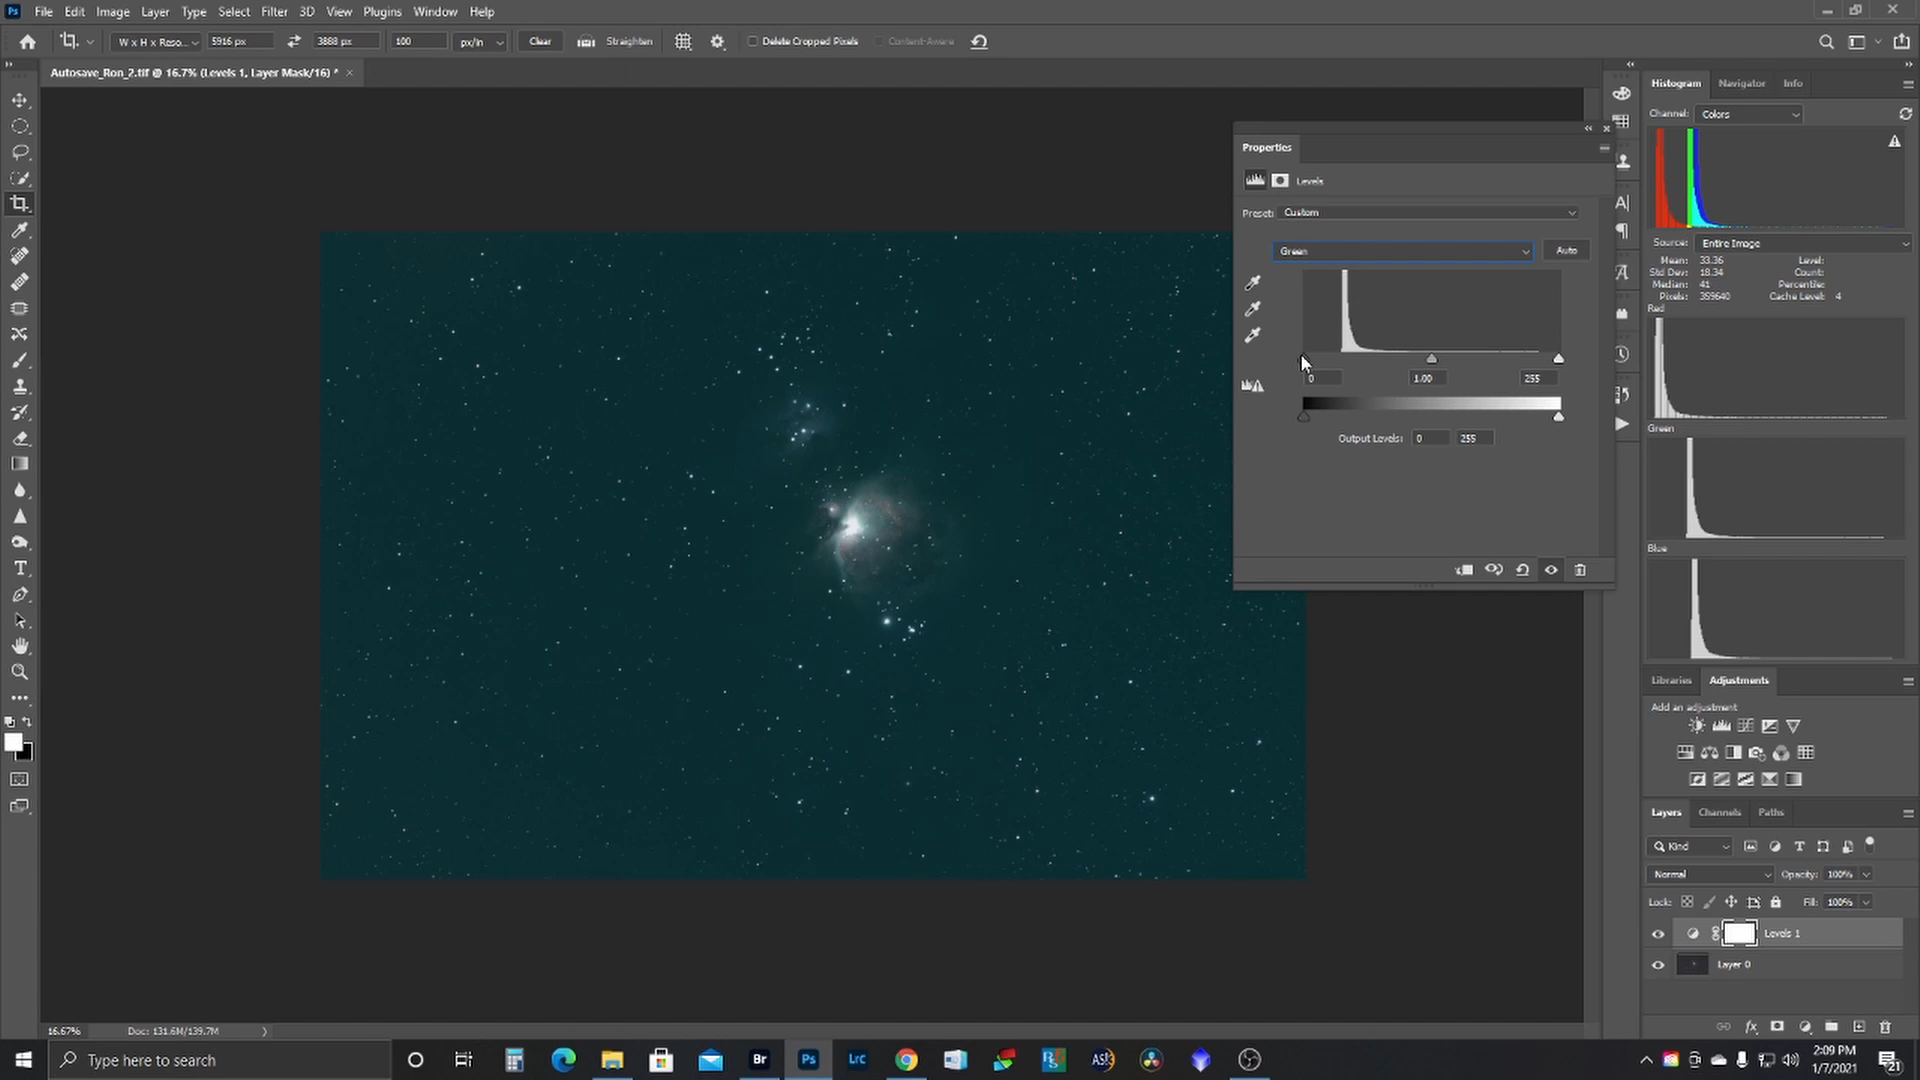 File Edit Image Layer Type Select Filter 3D View Plugins Window Help
W x H x Reso... 5916 px 3888 px 100 px/in Clear Straighten Delete Cropped Pixels Content-Aware
Autosave_Ron_2.tif @ 16.7% (Levels 1, Layer Mask/16) *
Histogram Navigator Info
Channel: Colors
Properties
Levels
Preset: Custom
Green Auto
0 1.00 255
Output Levels: 0 255
Source: Entire Image
Mean: 33.36 Level:
Std Dev: 18.34 Count:
Median: 41 Percentile:
Pixels: 359640 Cache Level: 4
Red
Green
Blue
Libraries Adjustments
Add an adjustment
Layers Channels Paths
Kind
Normal Opacity: 100%
Lock: Fill: 100%
Levels 1
Layer 0
16.67% Doc: 131.6M/139.7M
Type here to search
Br Ps LrC
2:09 PM
1/7/2021
21